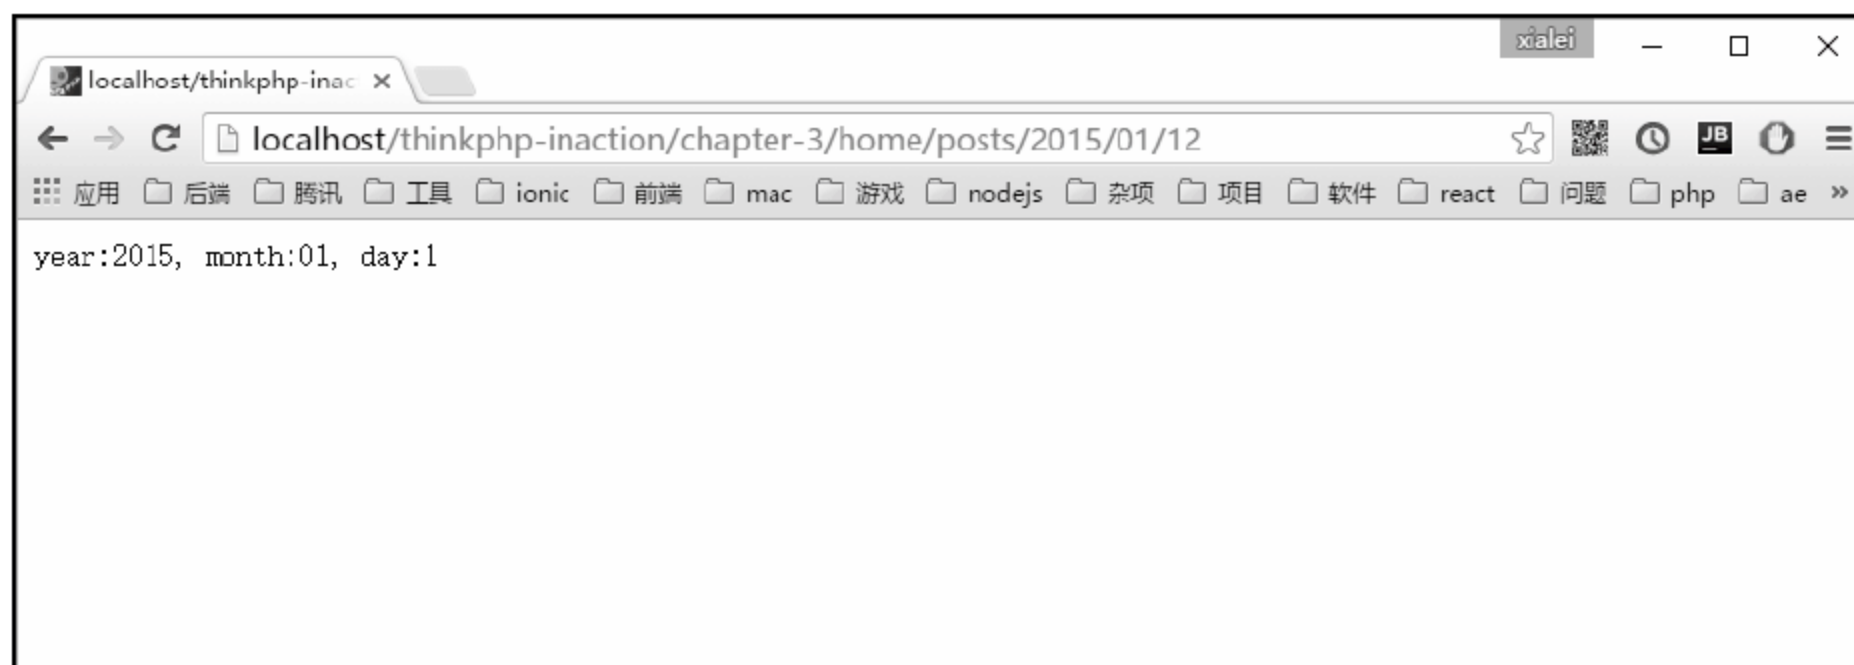 xialei
localhost/thinkphp-inac
localhost/thinkphp-inaction/chapter-3/home/posts/2015/01/12
JB
应用 后端 腾讯 工具 ionic 前端 mac 游戏 nodejs 杂项 项目 软件 react 问题 php ae »
year:2015, month:01, day:1